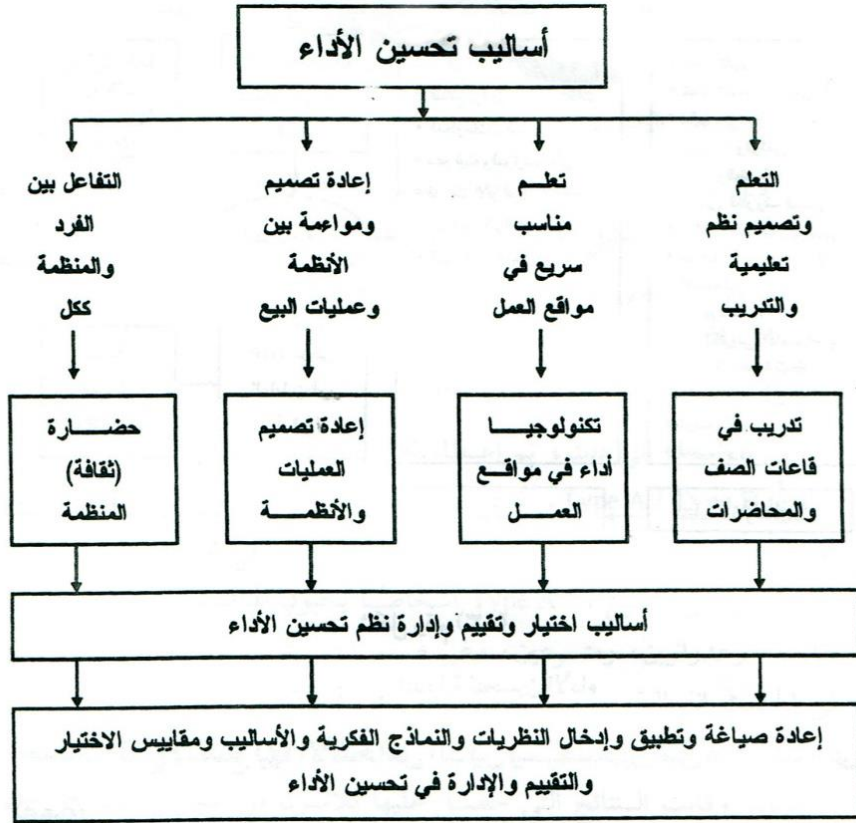 أساليب تحسين الأداء
التعلم
وتصميم نظم
تعليمية
والتدريب
تعلم
مناسب
سريع في
مواقع العمل
إعادة تصميم
ومواءمة بين
الأنظمة
وعمليات البيع
التفاعل بين
الفرد
والمنظمة
ككل
تدريب في
قاعات الصف
والمحاضرات
تكنولوجيا
أداء في مواقع
العمل
إعادة تصميم
العمليات
والأنظمة
حضارة
(ثقافة)
المنظمة
أساليب اختيار وتقييم وإدارة نظم تحسين الأداء
إعادة صياغة وتطبيق وإدخال النظريات والنماذج الفكرية والأساليب ومقاييس الاختيار
والتقييم والإدارة في تحسين الأداء